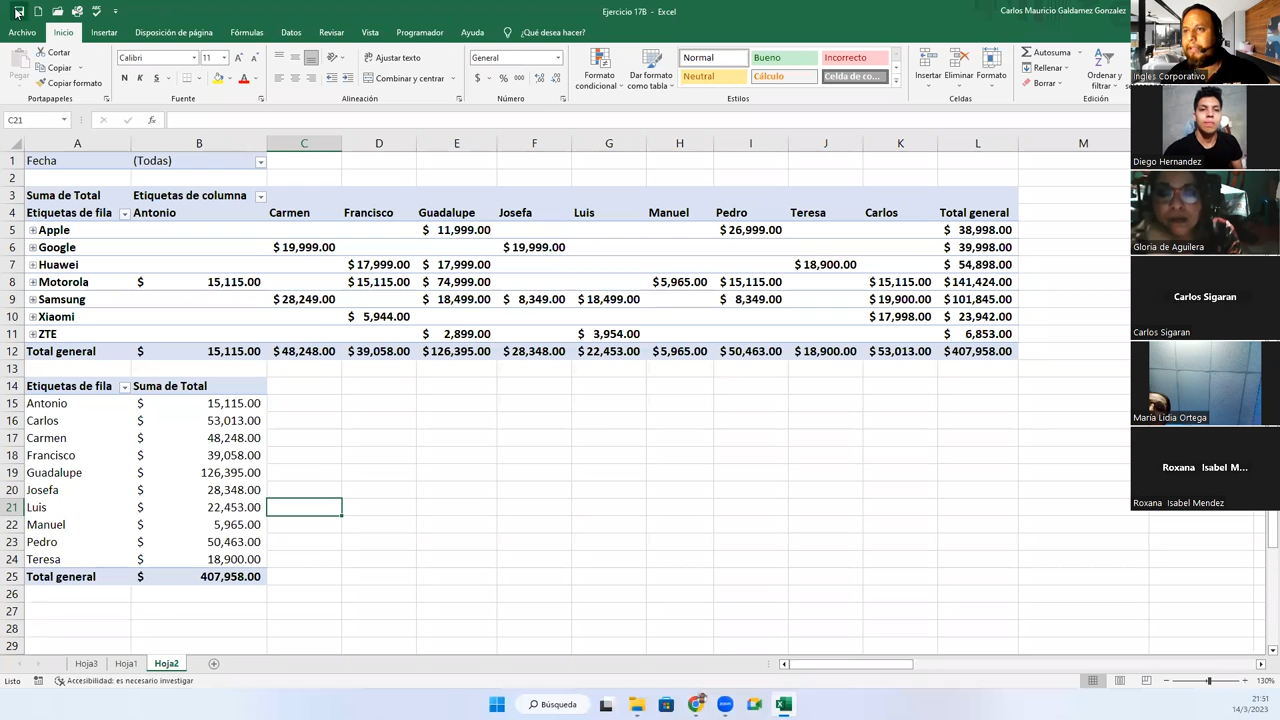 Ejercicio 17B - Excel
Carlos Mauricio Galdamez Gonzalez
Archivo Inicio Insertar Disposición de página Fórmulas Datos Revisar Vista Programador Ayuda ¿Qué desea hacer?
Pegar
Cortar
Copiar
Copiar formato
Portapapeles
Calibri 11
N K S
Fuente
Ajustar texto
Combinar y centrar
Alineación
General
$ % 000
Número
Formato condicional
Dar formato como tabla
Normal Bueno Incorrecto
Neutral Cálculo Celda de co...
Estilos
Insertar Eliminar Formato
Celdas
Autosuma
Rellenar
Borrar
Ordenar y filtrar
Edición
C21
fx
A B C D E F G H I J K L M
1 Fecha (Todas)
2
3 Suma de Total Etiquetas de columna
4 Etiquetas de fila Antonio Carmen Francisco Guadalupe Josefa Luis Manuel Pedro Teresa Carlos Total general
5 Apple $ 11,999.00 $ 26,999.00 $ 38,998.00
6 Google $ 19,999.00 $ 19,999.00 $ 39,998.00
7 Huawei $ 17,999.00 $ 17,999.00 $ 18,900.00 $ 54,898.00
8 Motorola $ 15,115.00 $ 15,115.00 $ 74,999.00 $ 5,965.00 $ 15,115.00 $ 15,115.00 $ 141,424.00
9 Samsung $ 28,249.00 $ 18,499.00 $ 8,349.00 $ 18,499.00 $ 8,349.00 $ 19,900.00 $ 101,845.00
10 Xiaomi $ 5,944.00 $ 17,998.00 $ 23,942.00
11 ZTE $ 2,899.00 $ 3,954.00 $ 6,853.00
12 Total general $ 15,115.00 $ 48,248.00 $ 39,058.00 $ 126,395.00 $ 28,348.00 $ 22,453.00 $ 5,965.00 $ 50,463.00 $ 18,900.00 $ 53,013.00 $ 407,958.00
13
14 Etiquetas de fila Suma de Total
15 Antonio $ 15,115.00
16 Carlos $ 53,013.00
17 Carmen $ 48,248.00
18 Francisco $ 39,058.00
19 Guadalupe $ 126,395.00
20 Josefa $ 28,348.00
21 Luis $ 22,453.00
22 Manuel $ 5,965.00
23 Pedro $ 50,463.00
24 Teresa $ 18,900.00
25 Total general $ 407,958.00
26
27
28
29
Hoja3 Hoja1 Hoja2
Listo Accesibilidad: es necesario investigar
130%
Búsqueda
21:51
14/3/2023
Ingles Corporativo
Diego Hernandez
Gloria de Aguilera
Carlos Sigaran
Carlos Sigaran
María Lidia Ortega
Roxana Isabel M...
Roxana Isabel Mendez